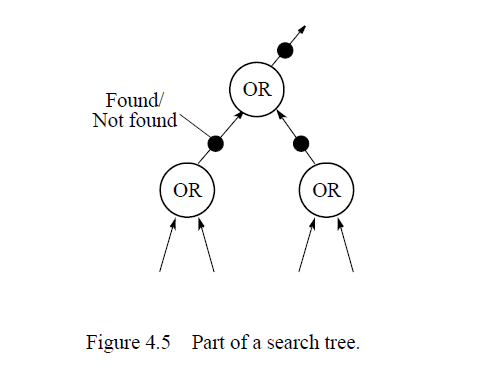 OR
Found/
Not found
OR
OR
Figure 4.5 Part of a search tree.